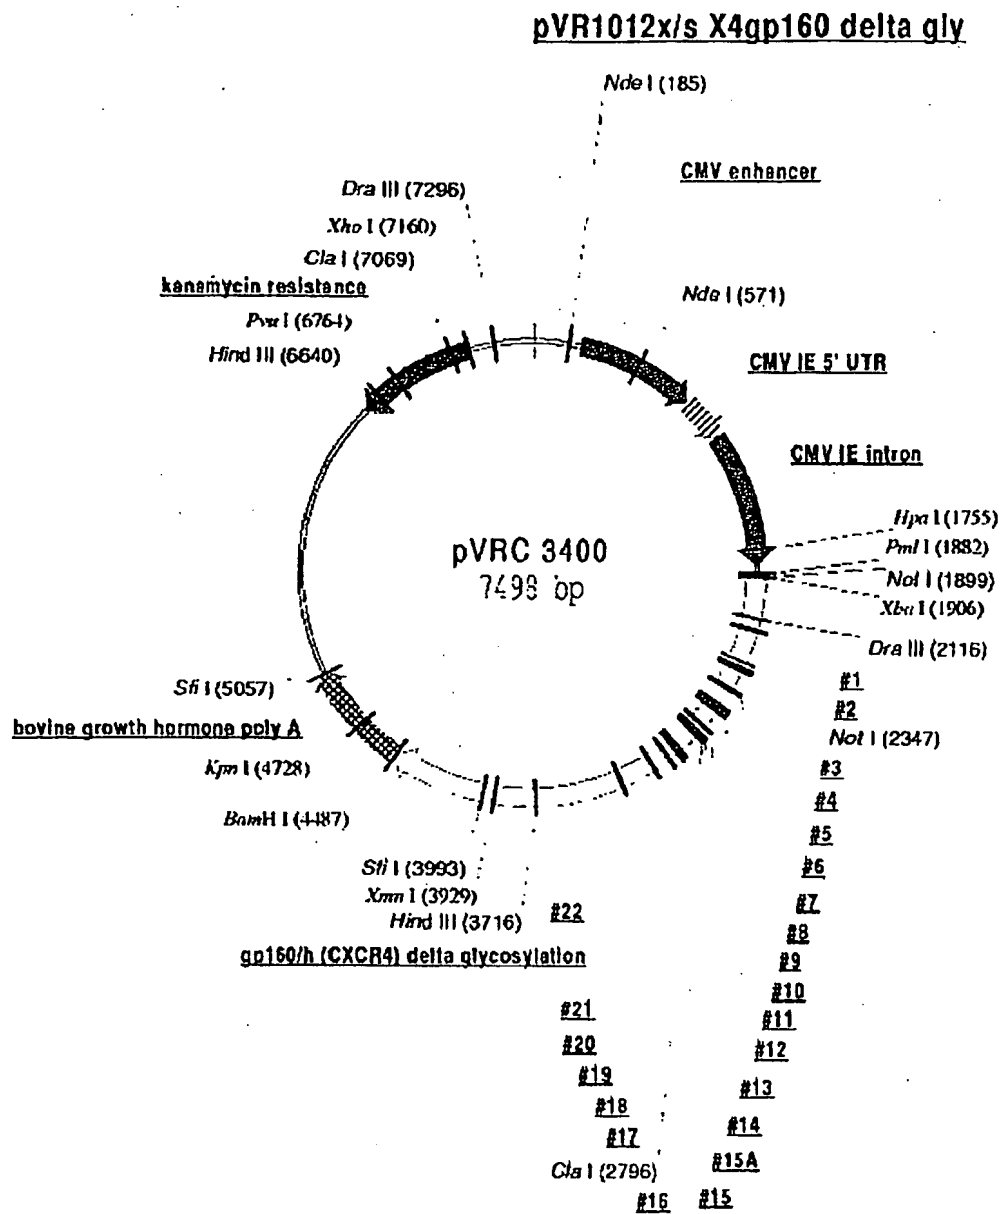 pVR1012x/s X4gp160 delta gly
Nde I (185)
CMV enhancer
Dra III (7296)
Xho I (7160)
Cla I (7069)
kanamycin resistance
Nde I (571)
Pvu I (6764)
Hind III (6640)
CMV IE 5' UTR
CMV IE intron
Hpa I (1755)
pVRC 3400
Pml I (1882)
7498 bp
Not I (1899)
Xba I (1906)
Dra III (2116)
Sfi I (5057)
#1
#2
bovine growth hormone poly A
Not I (2347)
Kpn I (4728)
#3
#4
BamH I (4487)
#5
Sfi I (3993)
#6
Xmn I (3929)
#7
Hind III (3716)
#22
#8
gp160/h (CXCR4) delta glycosylation
#9
#10
#21
#11
#20
#12
#19
#13
#18
#14
#17
#15A
Cla I (2796)
#16
#15